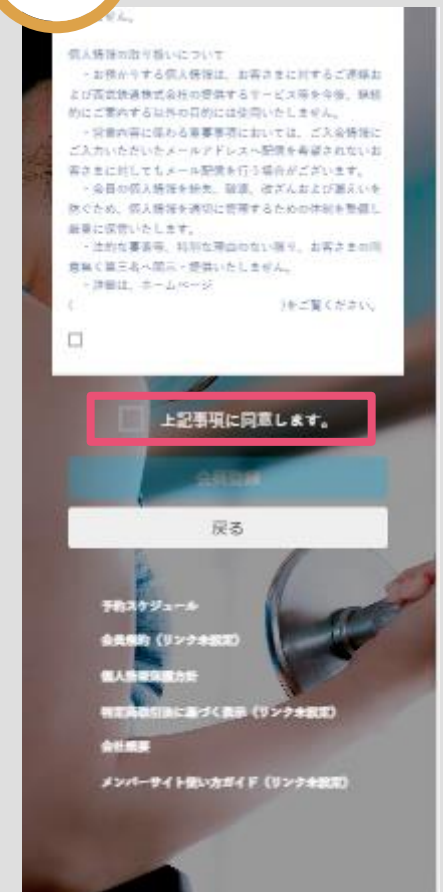 せん。
個人情報の取り扱いについて
・お預かりする個人情報は、お客さまに対するご連絡お
よび西武鉄道株式会社の提供するサービス等を今後、継続
的にご案内する以外の目的には使用いたしません。
・営業内容に係わる重要事項においては、ご入会情報に
ご入力いただいたメールアドレスへ配信を希望されないお
客さまに対してもメール配信を行う場合がございます。
・会員の個人情報を紛失、破壊、改ざんおよび漏えいを
防ぐため、個人情報を適切に管理するための体制を整備し
厳重に保管いたします。
・法的な要請等、特別な理由のない限り、お客さまの同
意無く第三者へ開示・提供いたしません。
・詳細は、ホームページ
( )をご覧ください。
上記事項に同意します。
会員登録
戻る
予約スケジュール
会員規約(リンク未設定)
個人情報保護方針
特定商取引法に基づく表示(リンク未設定)
会社概要
メンバーサイト使い方ガイド(リンク未設定)